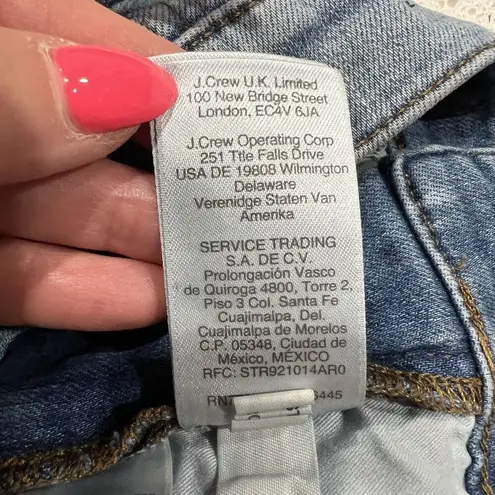 J.Crew U.K. Limited
100 New Bridge Street
London, EC4V 6JA
J.Crew Operating Corp
251 Ttle Falls Drive
USA DE 19808 Wilmington
Delaware
Verenidge Staten Van
Amerika
SERVICE TRADING
S.A. DE C.V.
Prolongación Vasco
de Quiroga 4800, Torre 2,
Piso 3 Col. Santa Fe
Cuajimalpa, Del.
Cuajimalpa de Morelos
C.P. 05348, Ciudad de
México, MÉXICO
RFC: STR921014AR0